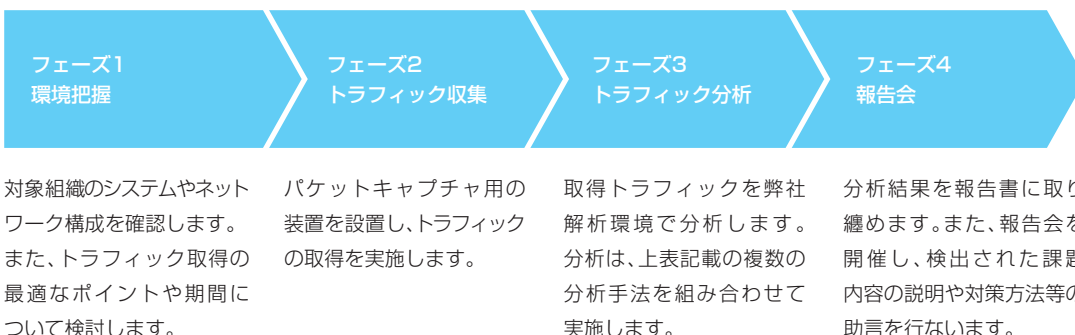 フェーズ1
環境把握
フェーズ2
トラフィック収集
フェーズ3
トラフィック分析
フェーズ4
報告会
対象組織のシステムやネット
ワーク構成を確認します。
また、トラフィック取得の
最適なポイントや期間に
ついて検討します。
パケットキャプチャ用の
装置を設置し、トラフィック
の取得を実施します。
取得トラフィックを弊社
解析環境で分析します。
分析は、上表記載の複数の
分析手法を組み合わせて
実施します。
分析結果を報告書に取り
纏めます。また、報告会を
開催し、検出された課題
内容の説明や対策方法等の
助言を行ないます。